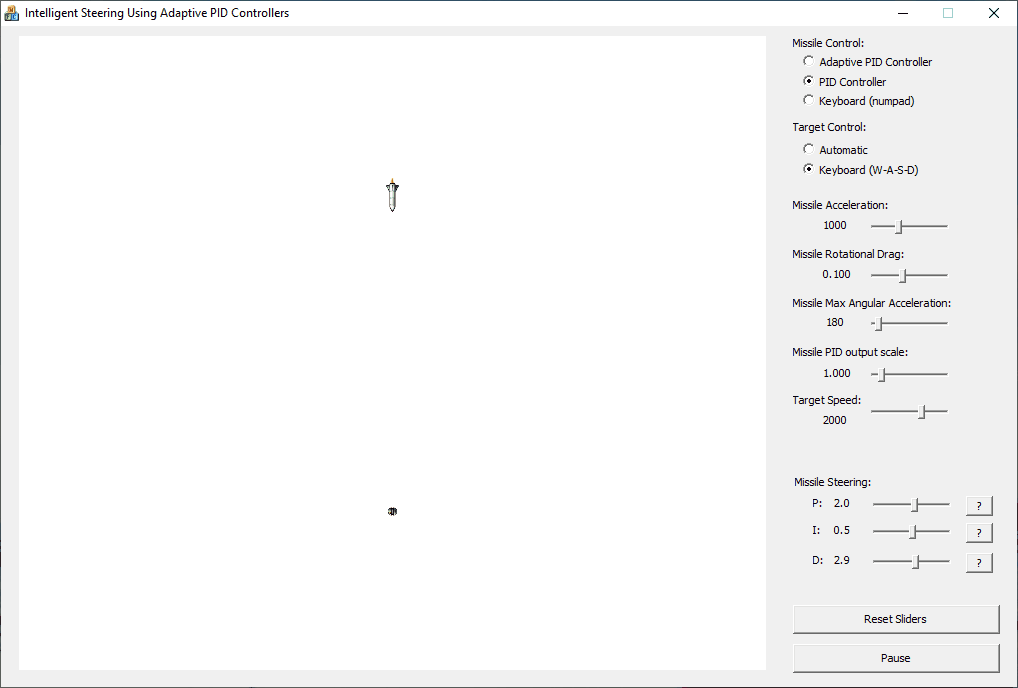 Intelligent Steering Using Adaptive PID Controllers
Missile Control:
Adaptive PID Controller
PID Controller
Keyboard (numpad)
Target Control:
Automatic
Keyboard (W-A-S-D)
Missile Acceleration:
1000
Missile Rotational Drag:
0.100
Missile Max Angular Acceleration:
180
Missile PID output scale:
1.000
Target Speed:
2000
Missile Steering:
P: 2.0 ?
I: 0.5 ?
D: 2.9 ?
Reset Sliders
Pause